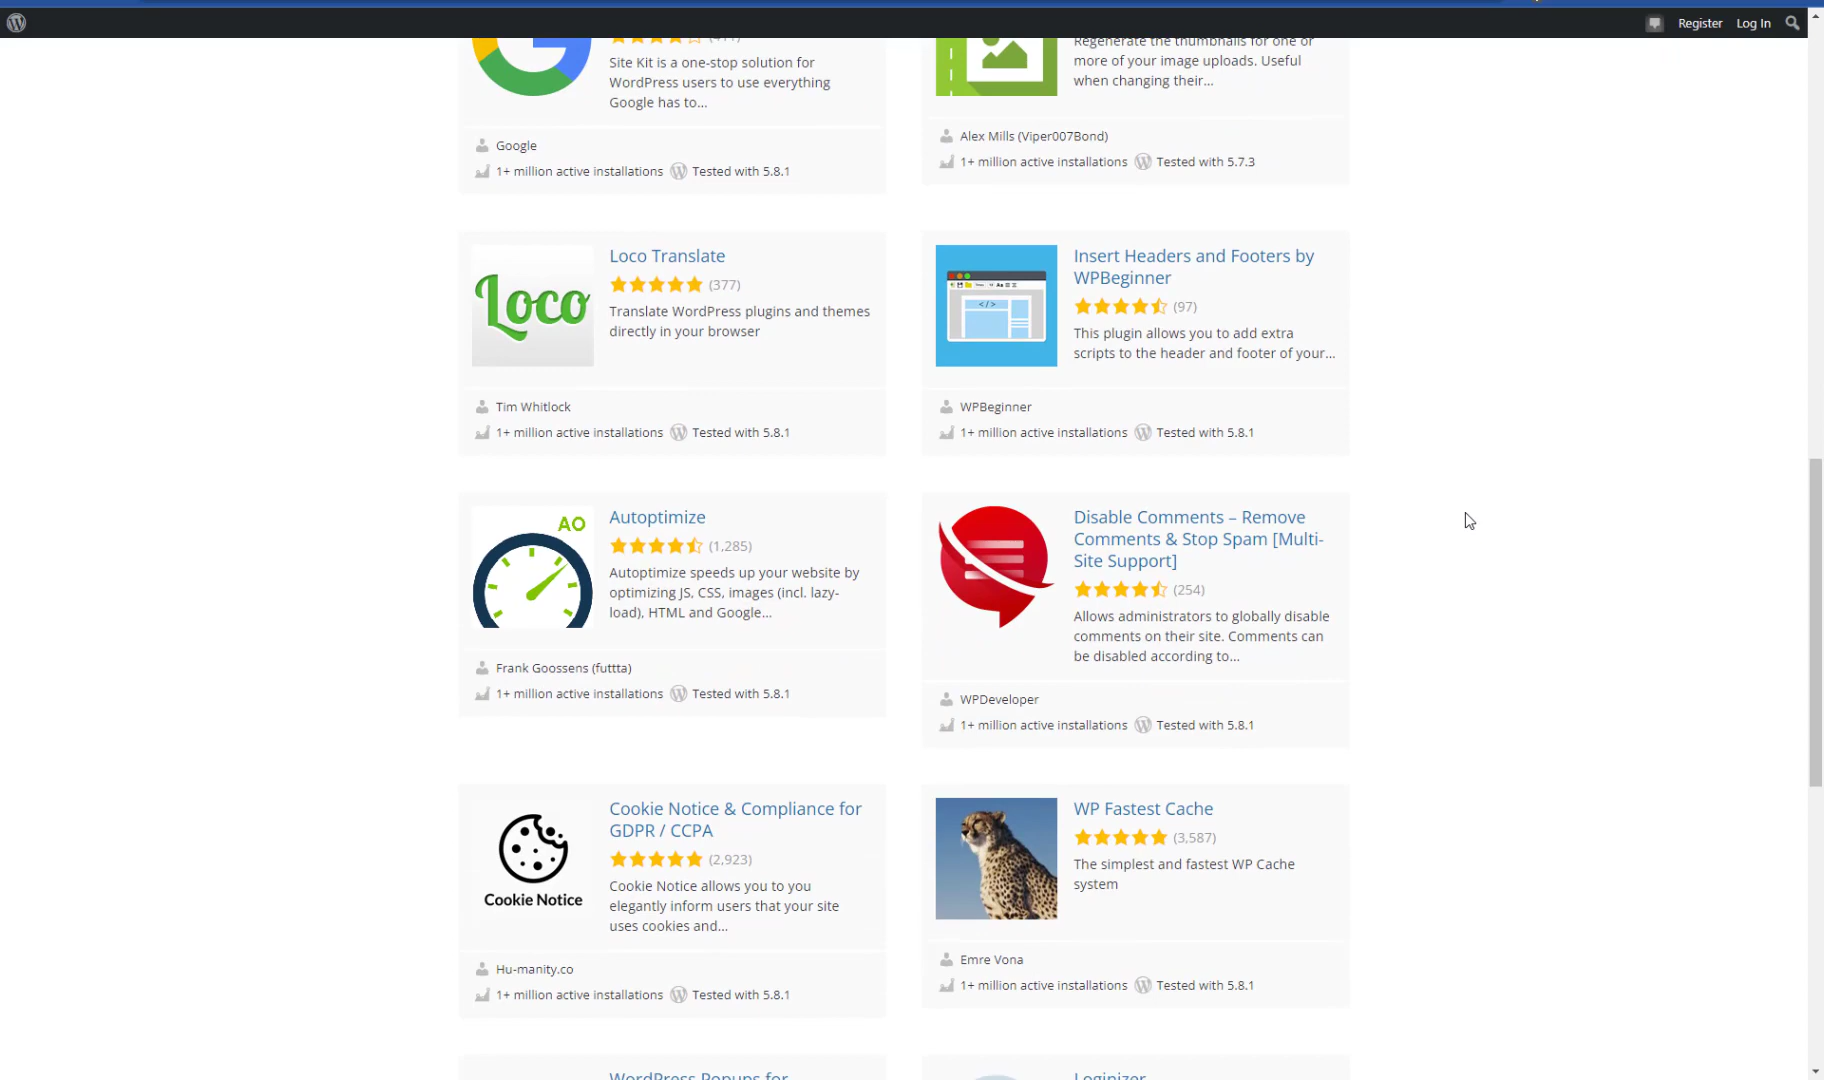 Register Log In
Site Kit is a one-stop solution for
WordPress users to use everything
Google has to...
Google
1+ million active installations Tested with 5.8.1
Regenerate the thumbnails for one or
more of your image uploads. Useful
when changing their...
Alex Mills (Viper007Bond)
1+ million active installations Tested with 5.7.3
Loco
Loco Translate
(377)
Translate WordPress plugins and themes
directly in your browser
Tim Whitlock
1+ million active installations Tested with 5.8.1
Insert Headers and Footers by
WPBeginner
(97)
This plugin allows you to add extra
scripts to the header and footer of your...
WPBeginner
1+ million active installations Tested with 5.8.1
AO
Autoptimize
(1,285)
Autoptimize speeds up your website by
optimizing JS, CSS, images (incl. lazy-
load), HTML and Google...
Frank Goossens (futtta)
1+ million active installations Tested with 5.8.1
Disable Comments – Remove
Comments & Stop Spam [Multi-
Site Support]
(254)
Allows administrators to globally disable
comments on their site. Comments can
be disabled according to...
WPDeveloper
1+ million active installations Tested with 5.8.1
Cookie Notice
Cookie Notice & Compliance for
GDPR / CCPA
(2,923)
Cookie Notice allows you to you
elegantly inform users that your site
uses cookies and...
Hu-manity.co
1+ million active installations Tested with 5.8.1
WP Fastest Cache
(3,587)
The simplest and fastest WP Cache
system
Emre Vona
1+ million active installations Tested with 5.8.1
WordPress Popups for
Loginizer